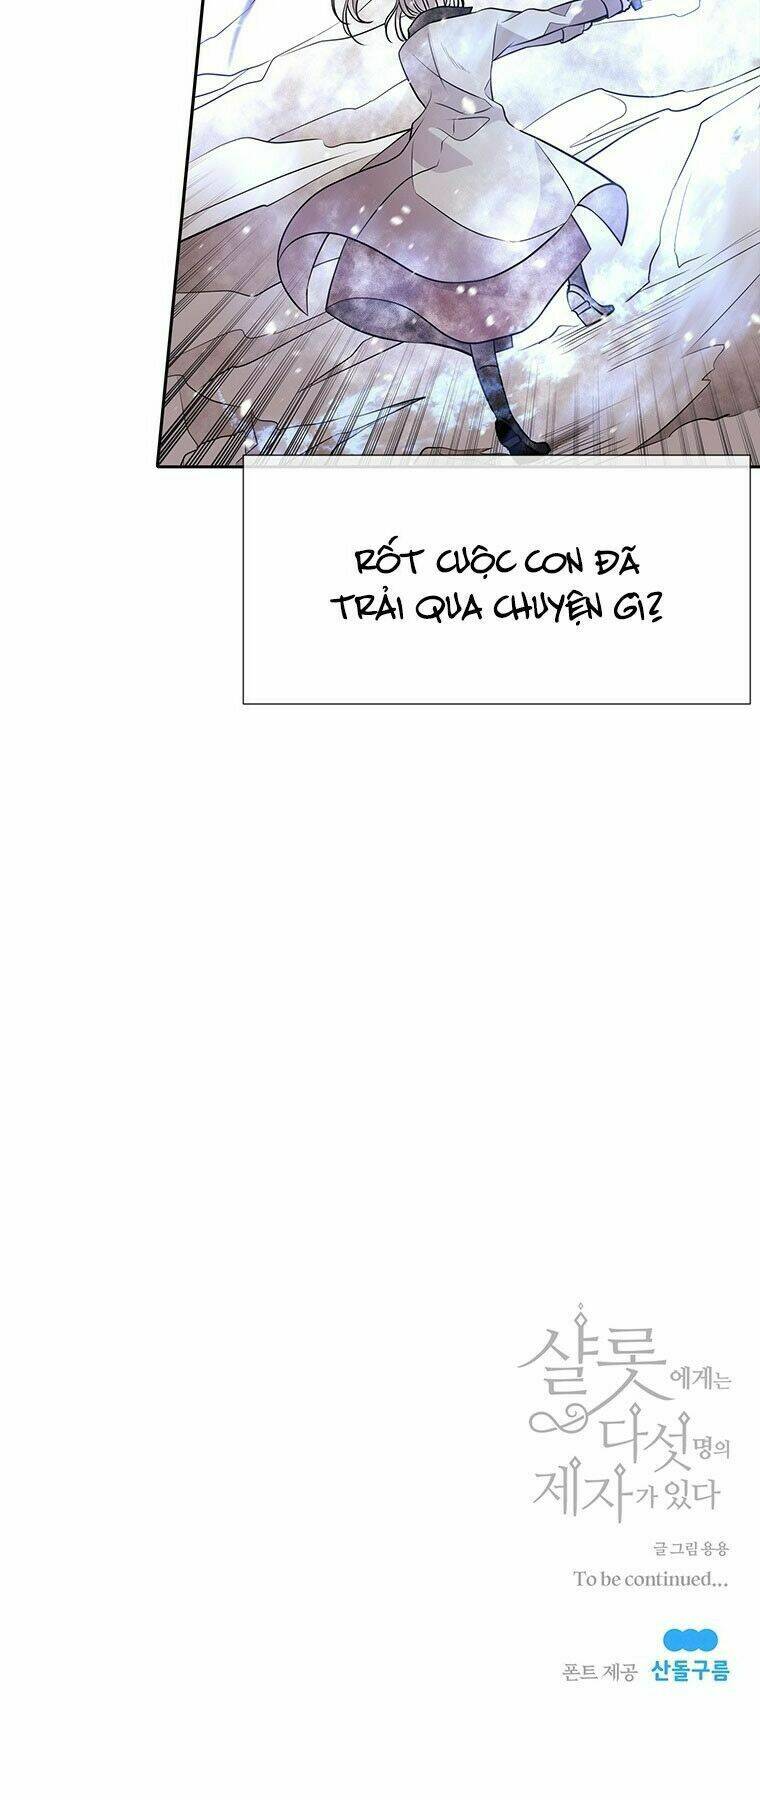 RỐT CUỘC CON ĐÃ
TRẢI QUA CHUYỆN GÌ?
샬롯에게는
다섯명의
제자가 있다
글 그림 용용
To be continued...
폰트 제공 산돌구름